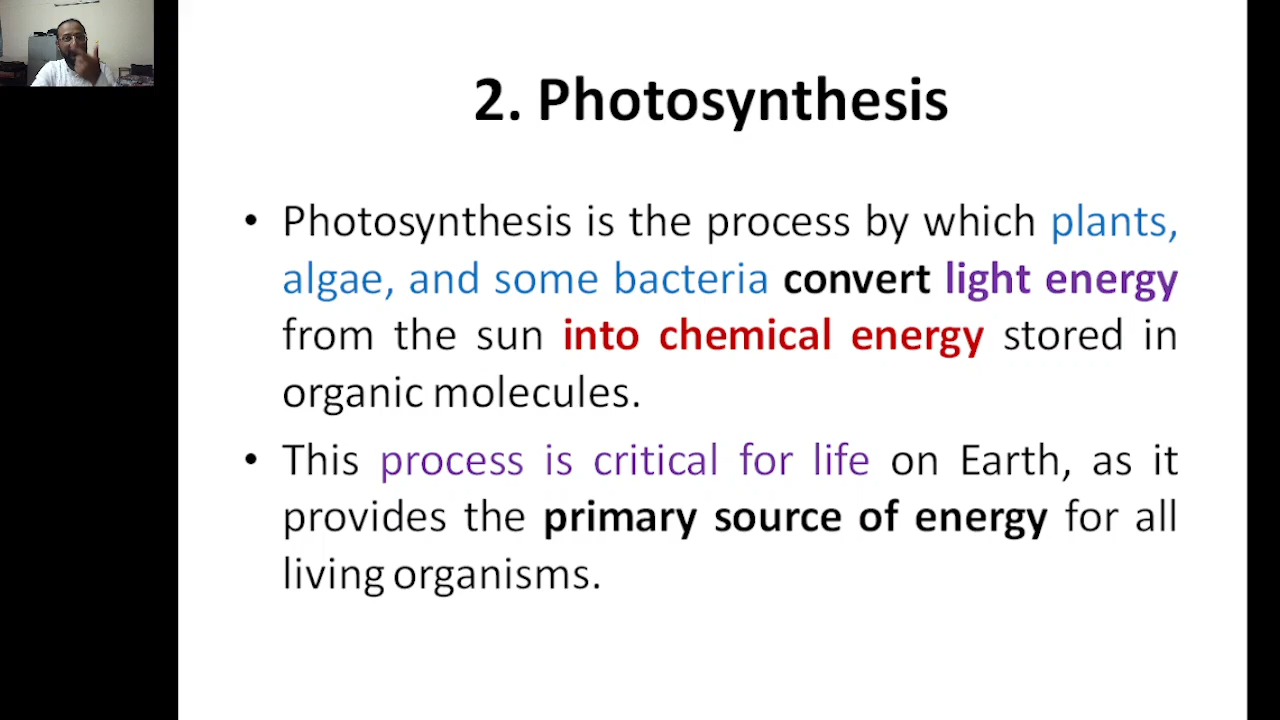 2. Photosynthesis
• Photosynthesis is the process by which plants,
algae, and some bacteria convert light energy
from the sun into chemical energy stored in
organic molecules.
• This process is critical for life on Earth, as it
provides the primary source of energy for all
living organisms.